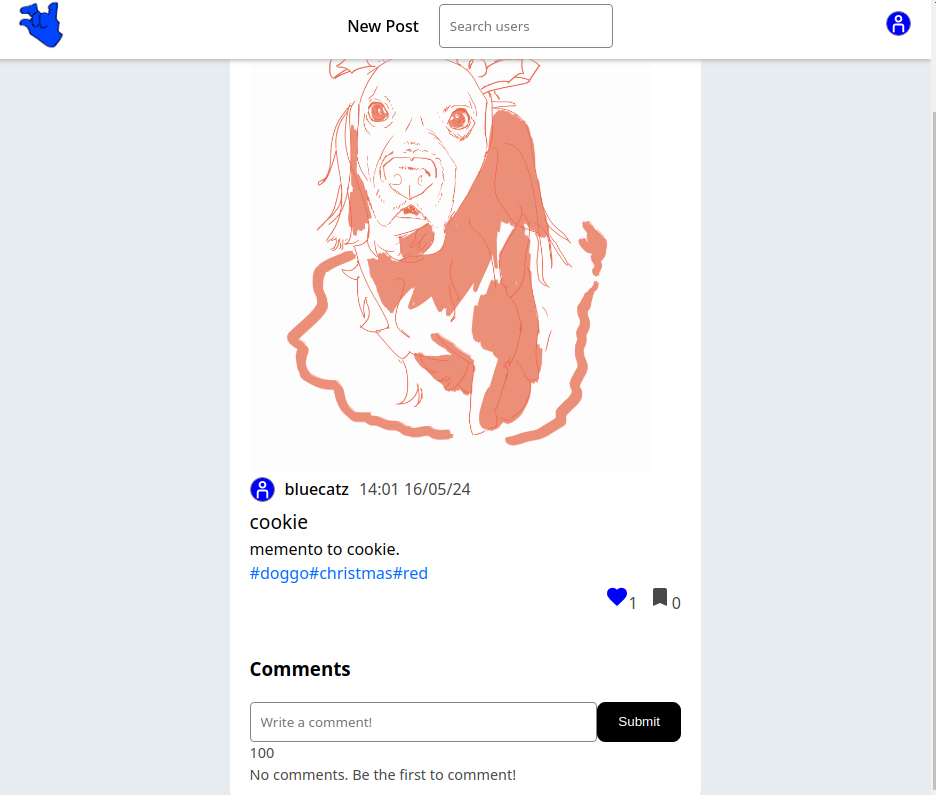 New Post
Search users
bluecatz 14:01 16/05/24
cookie
memento to cookie.
#doggo#christmas#red
1 0
Comments
Write a comment!
Submit
100
No comments. Be the first to comment!